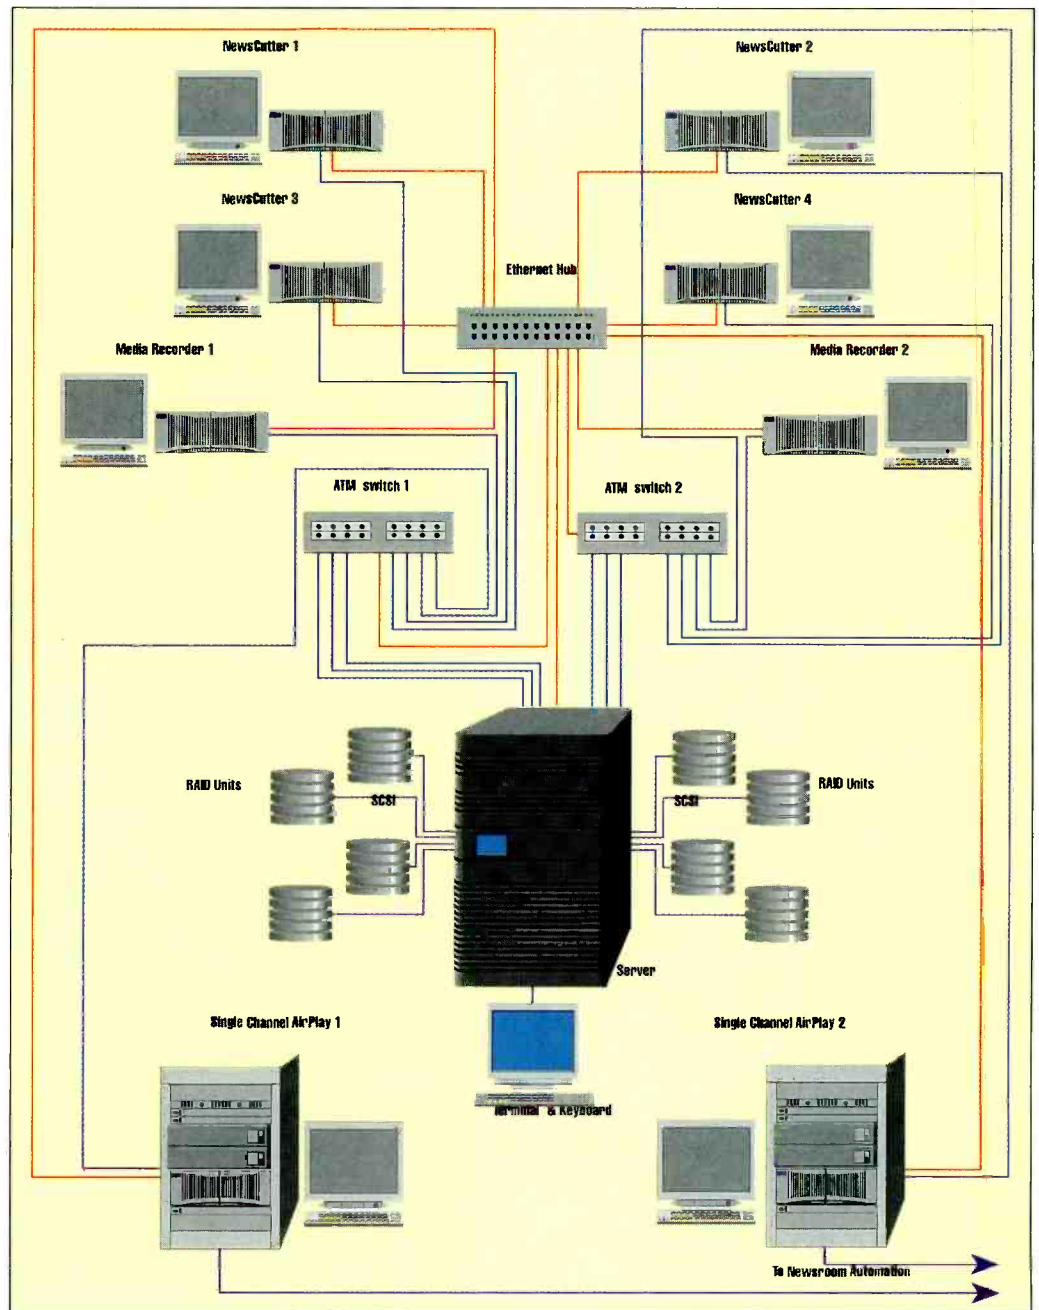 NewsCutter 1
NewsCutter 2
NewsCutter 3
NewsCutter 4
Ethernet Hub
Media Recorder 1
Media Recorder 2
ATM switch 1
ATM switch 2
RAID Units
SCSI
SCSI
RAID Units
Server
Single Channel AirPlay 1
Single Channel AirPlay 2
Terminal & Keyboard
To Newsroom Automation